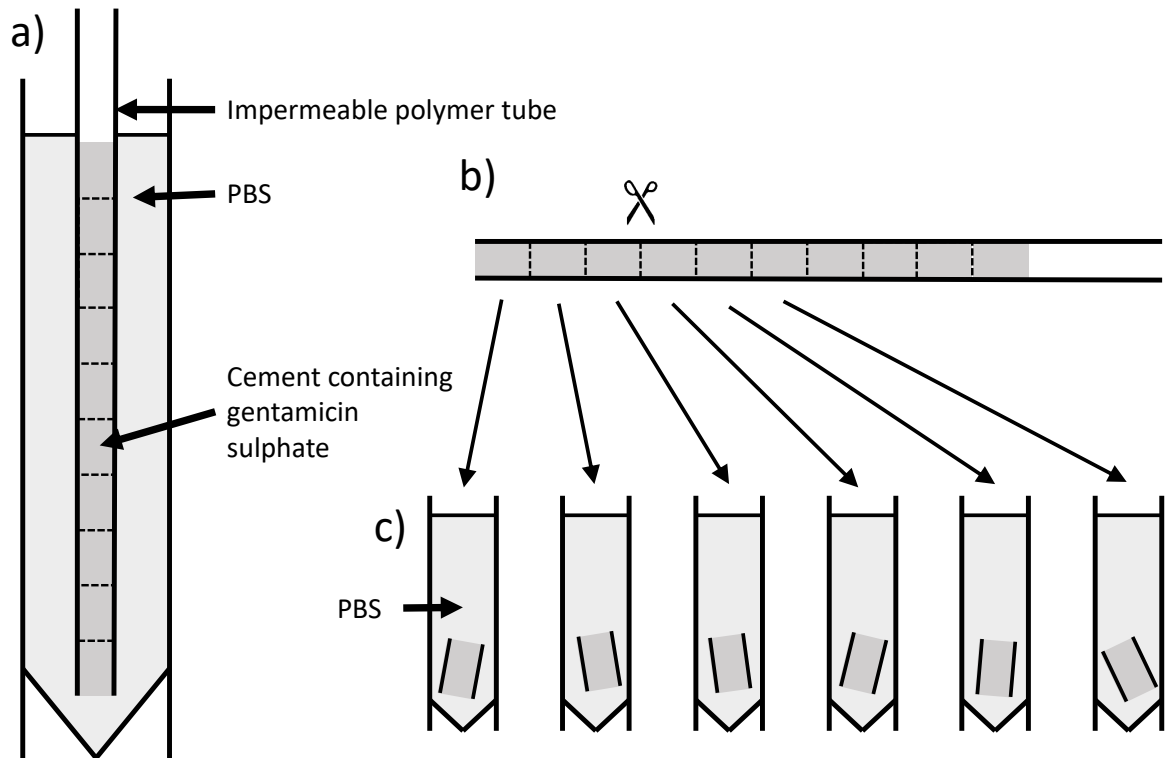 a)
Impermeable polymer tube
PBS
Cement containing
gentamicin
sulphate
b)
c)
PBS